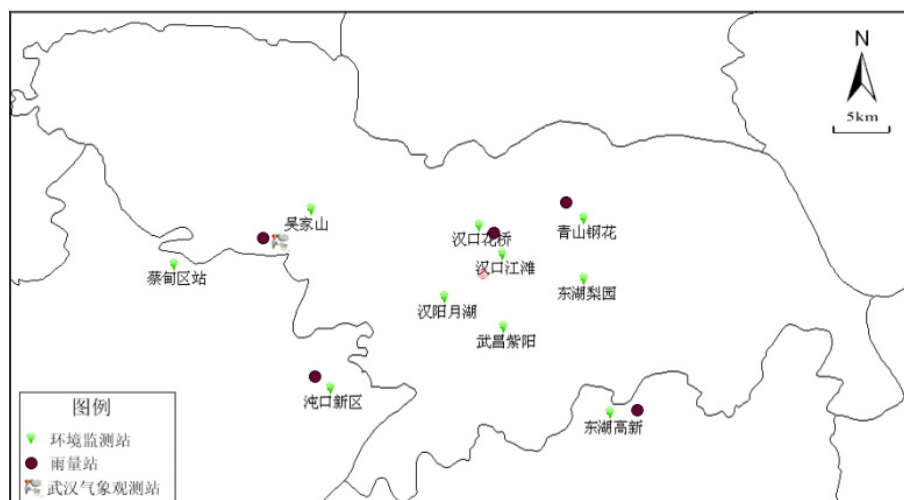 N
5km
吴家山
汉口花桥
青山钢花
汉口江滩
蔡甸区站
东湖梨园
汉阳月湖
武昌紫阳
沌口新区
东湖高新
图例
环境监测站
雨量站
武汉气象观测站